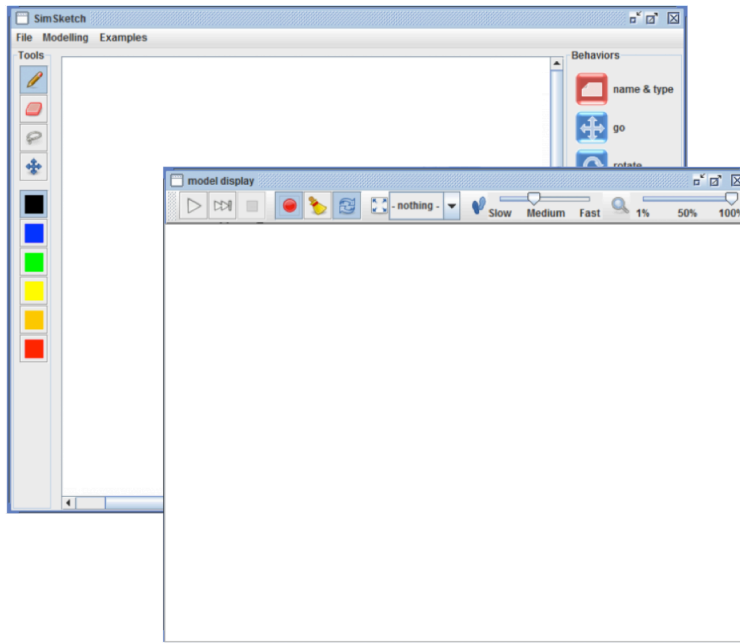 SimSketch
File Modelling Examples
Tools
Behaviors
name & type
go
rotate
model display
- nothing -
Slow Medium Fast
1% 50% 100%